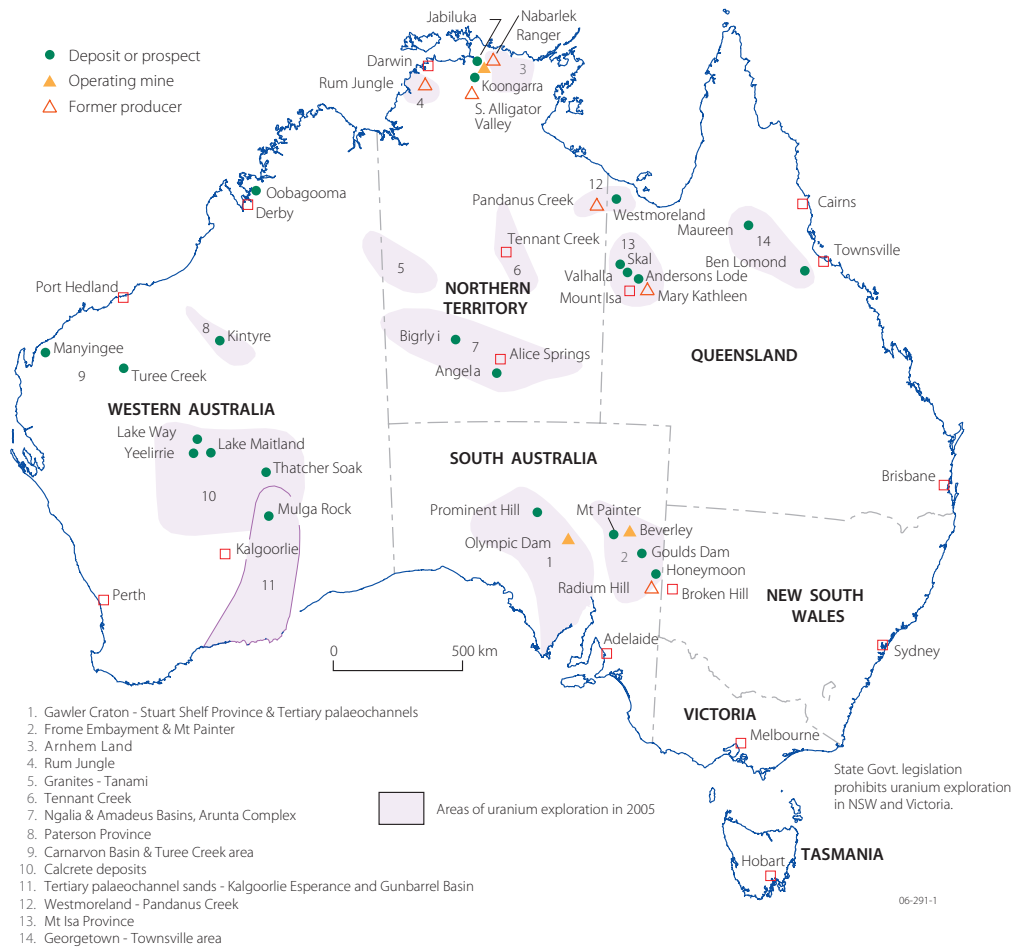 Jabiluka
Nabarlek
Ranger
Deposit or prospect
Operating mine
Former producer
Darwin
Rum Jungle
3
4
Koongarra
S. Alligator
Valley
Oobagooma
Derby
12
Pandanus Creek
Westmoreland
Cairns
Maureen
14
Townsville
Ben Lomond
Tennant Creek
5
6
13
Skal
Valhalla
Andersons Lode
Mount Isa
Mary Kathleen
Port Hedland
NORTHERN
TERRITORY
8
Kintyre
Bigrlyi
7
Alice Springs
Angela
QUEENSLAND
Manyingee
9
Turee Creek
WESTERN AUSTRALIA
Lake Way
Yeelirrie
Lake Maitland
Thatcher Soak
10
Mulga Rock
SOUTH AUSTRALIA
Brisbane
Prominent Hill
Mt Painter
Olympic Dam
Beverley
1
2
Goulds Dam
Honeymoon
Radium Hill
Broken Hill
Kalgoorlie
11
Perth
NEW SOUTH
WALES
Adelaide
Sydney
0
500 km
VICTORIA
Melbourne
1. Gawler Craton - Stuart Shelf Province & Tertiary palaeochannels
2. Frome Embayment & Mt Painter
3. Arnhem Land
4. Rum Jungle
5. Granites - Tanami
6. Tennant Creek
7. Ngalia & Amadeus Basins, Arunta Complex
8. Paterson Province
9. Carnarvon Basin & Turee Creek area
10. Calcrete deposits
11. Tertiary palaeochannel sands - Kalgoorlie Esperance and Gunbarrel Basin
12. Westmoreland - Pandanus Creek
13. Mt Isa Province
14. Georgetown - Townsville area
Areas of uranium exploration in 2005
State Govt. legislation
prohibits uranium exploration
in NSW and Victoria.
Hobart
TASMANIA
06-291-1